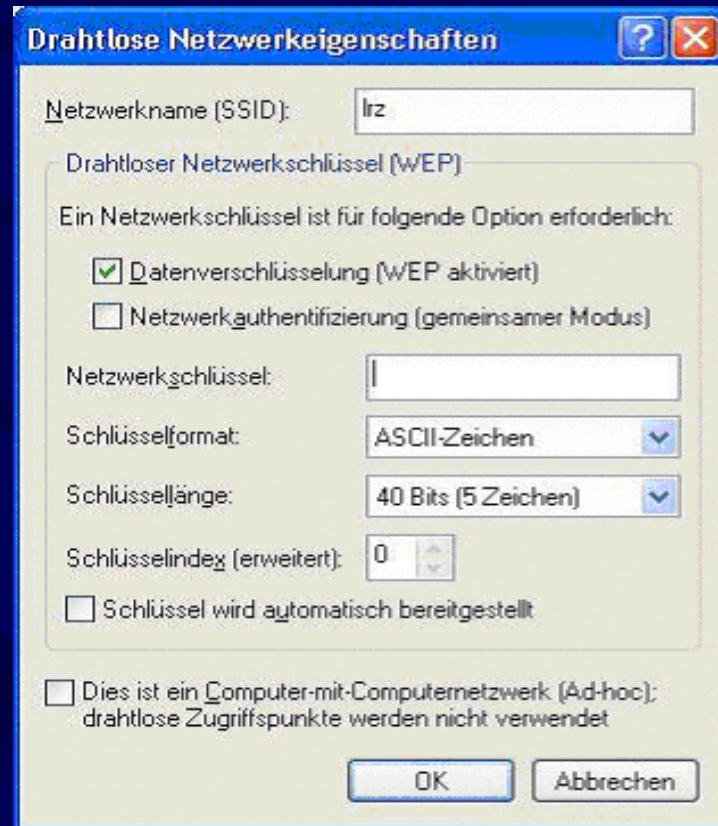 Drahtlose Netzwerkeigenschaften
Netzwerkname (SSID): lrz
Drahtloser Netzwerkschlüssel (WEP)
Ein Netzwerkschlüssel ist für folgende Option erforderlich:
Datenverschlüsselung (WEP aktiviert)
Netzwerkauthentifizierung (gemeinsamer Modus)
Netzwerkschlüssel:
Schlüsselformat: ASCII-Zeichen
Schlüssellänge: 40 Bits (5 Zeichen)
Schlüsselindex (erweitert): 0
Schlüssel wird automatisch bereitgestellt
Dies ist ein Computer-mit-Computernetzwerk (Ad-hoc);
drahtlose Zugriffspunkte werden nicht verwendet
OK Abbrechen